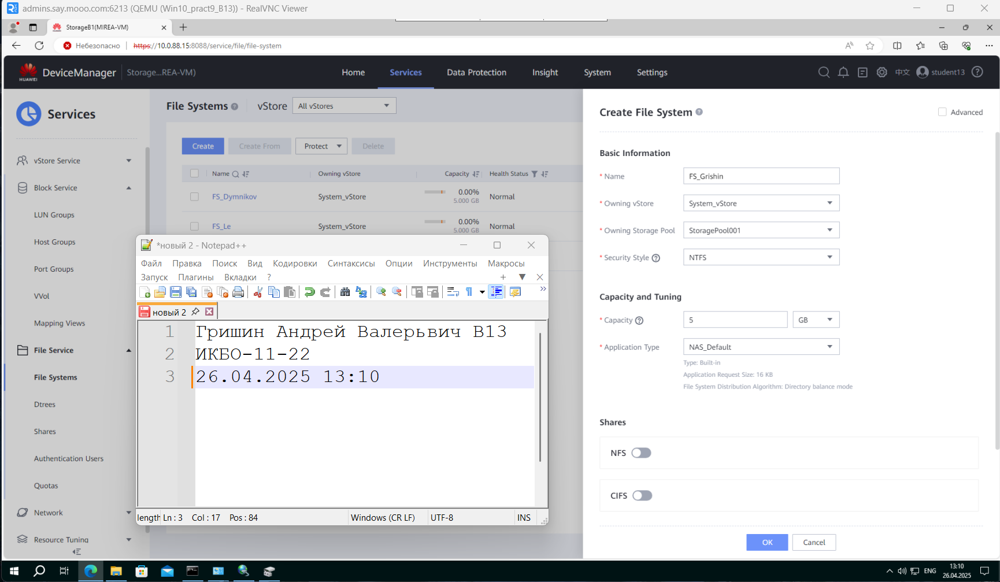 admins.say.mooo.com:6213 (QEMU (Win10_pract9_B13)) - RealVNC Viewer
StorageB1(MIREA-VM)
Небезопасно https://10.0.88.15:8088/service/file/file-system
HUAWEI DeviceManager Storage...REA-VM) Home Services Data Protection Insight System Settings 中文 student13
Services
vStore Service
Block Service
LUN Groups
Host Groups
Port Groups
VVol
Mapping Views
File Service
File Systems
Dtrees
Shares
Authentication Users
Quotas
Network
Resource Tuning
File Systems vStore All vStores
Create Create From Protect Delete
Name Owning vStore Capacity Health Status
FS_Dymnikov System_vStore 0.00% 5.000 GB Normal
FS_Le System_vStore 0.00% 5.000 GB Normal
*новый 2 - Notepad++
Файл Правка Поиск Вид Кодировки Синтаксисы Опции Инструменты Макросы
Запуск Плагины Вкладки ?
новый 2
1 Гришин Андрей Валерьвич В13
2 ИКБО-11-22
3 26.04.2025 13:10
length Ln : 3 Col : 17 Pos : 84 Windows (CR LF) UTF-8 INS
Create File System Advanced
Basic Information
* Name FS_Grishin
* Owning vStore System_vStore
* Owning Storage Pool StoragePool001
* Security Style NTFS
Capacity and Tuning
* Capacity 5 GB
* Application Type NAS_Default
Type: Built-in
Application Request Size: 16 KB
File System Distribution Algorithm: Directory balance mode
Shares
NFS
CIFS
OK Cancel
ENG 13:10
26.04.2025